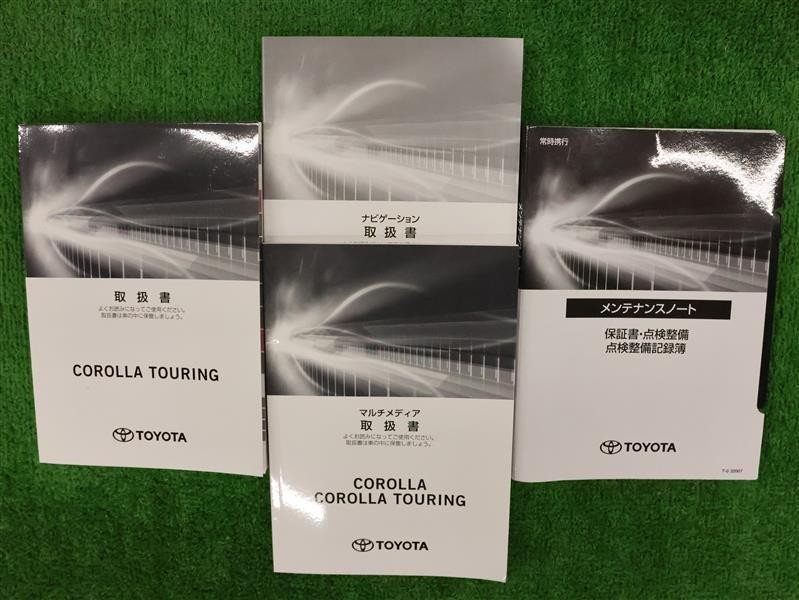 取扱書
よくお読みになってご使用ください。
取扱書は車の中に保管しましょう。
COROLLA TOURING
TOYOTA
ナビゲーション
取扱書
マルチメディア
取扱書
よくお読みになってご使用ください。
取扱書は車の中に保管しましょう。
COROLLA
COROLLA TOURING
TOYOTA
常時携行
メンテナンスノート
保証書・点検整備
点検整備記録簿
TOYOTA